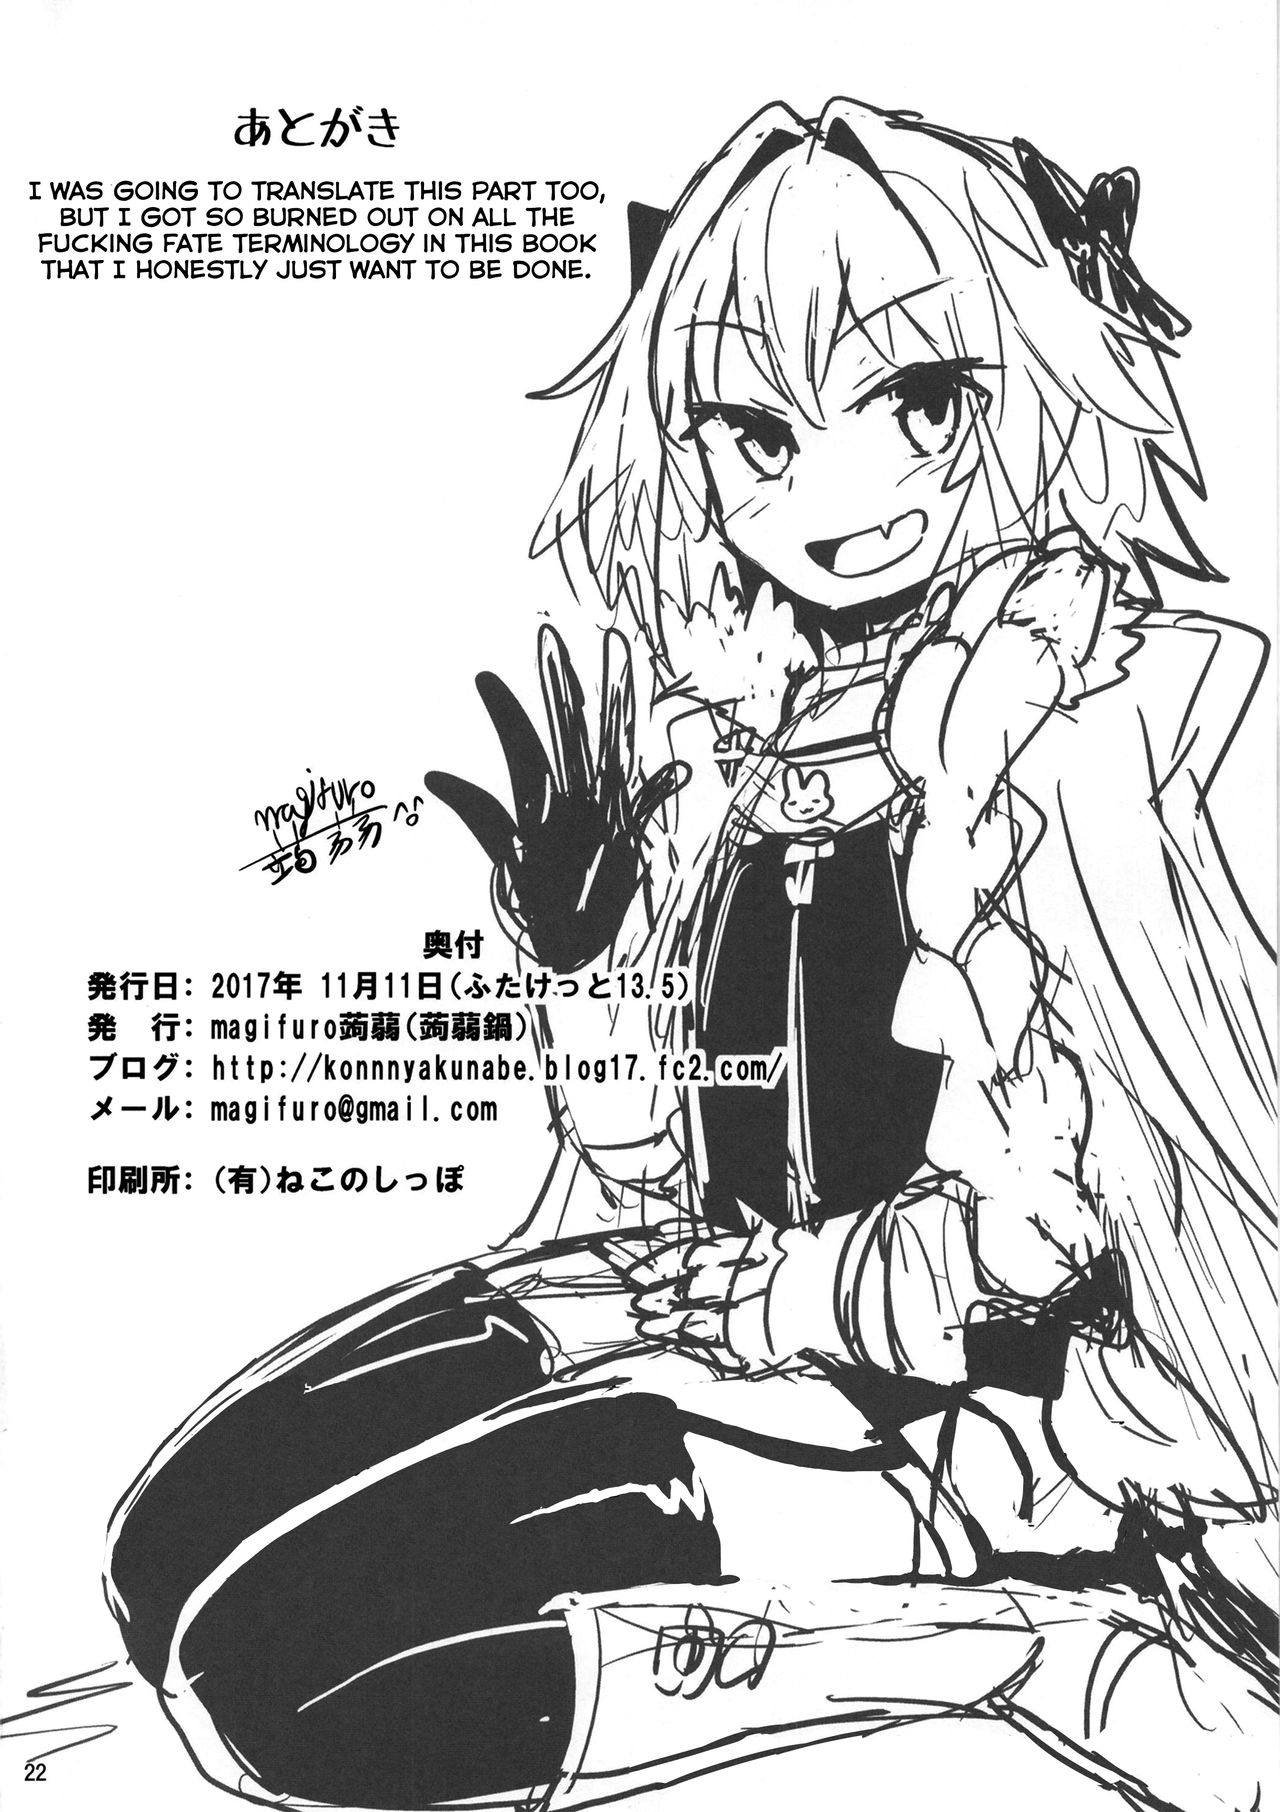 あとがき
I WAS GOING TO TRANSLATE THIS PART TOO,
BUT I GOT SO BURNED OUT ON ALL THE
FUCKING FATE TERMINOLOGY IN THIS BOOK
THAT I HONESTLY JUST WANT TO BE DONE.
magifuro
奥付
発行日: 2017年 11月11日(ふたけっと13.5)
発　行: magifuro蒟蒻(蒟蒻鍋)
ブログ: http://konnnyakunabe.blog17.fc2.com/
メール: magifuro@gmail.com
印刷所: (有)ねこのしっぽ
22